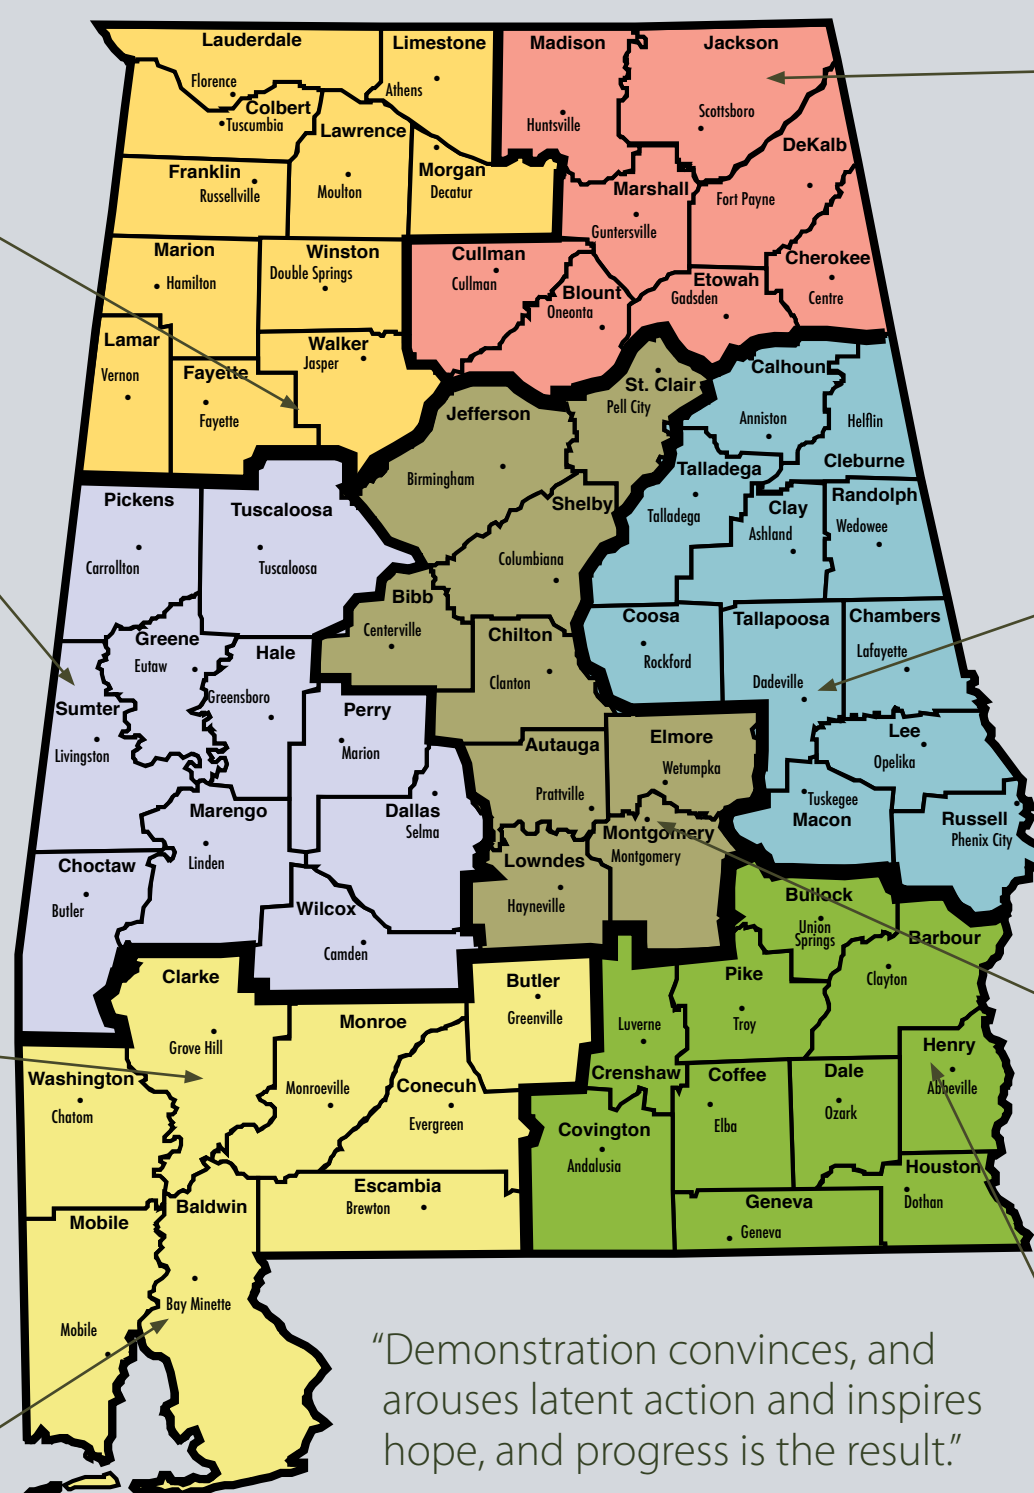 Lauderdale
Limestone
Madison
Jackson
Florence
Athens
Huntsville
Scottsboro
Colbert
Tuscumbia
Lawrence
DeKalb
Franklin
Russellville
Moulton
Morgan
Decatur
Marshall
Guntersville
Fort Payne
Marion
Hamilton
Winston
Double Springs
Cullman
Cullman
Blount
Oneonta
Etowah
Gadsden
Cherokee
Centre
Lamar
Vernon
Fayette
Fayette
Walker
Jasper
Jefferson
Birmingham
St. Clair
Pell City
Calhoun
Anniston
Helflin
Cleburne
Talladega
Talladega
Pickens
Carrollton
Tuscaloosa
Tuscaloosa
Shelby
Columbiana
Clay
Ashland
Randolph
Wedowee
Bibb
Centerville
Chilton
Clanton
Coosa
Rockford
Tallapoosa
Dadeville
Chambers
Lafayette
Greene
Eutaw
Hale
Greensboro
Sumter
Livingston
Perry
Marion
Autauga
Prattville
Elmore
Wetumpka
Lee
Opelika
Marengo
Linden
Dallas
Selma
Lowndes
Hayneville
Montgomery
Montgomery
Tuskegee
Macon
Russell
Phenix City
Choctaw
Butler
Wilcox
Camden
Bullock
Union
Springs
Barbour
Clayton
Clarke
Grove Hill
Monroe
Monroeville
Butler
Greenville
Luverne
Crenshaw
Pike
Troy
Henry
Abbeville
Washington
Chatom
Conecuh
Evergreen
Covington
Andalusia
Coffee
Elba
Dale
Ozark
Houston
Dothan
Mobile
Mobile
Baldwin
Bay Minette
Escambia
Brewton
Geneva
Geneva
“Demonstration convinces, and
arouses latent action and inspires
hope, and progress is the result.”